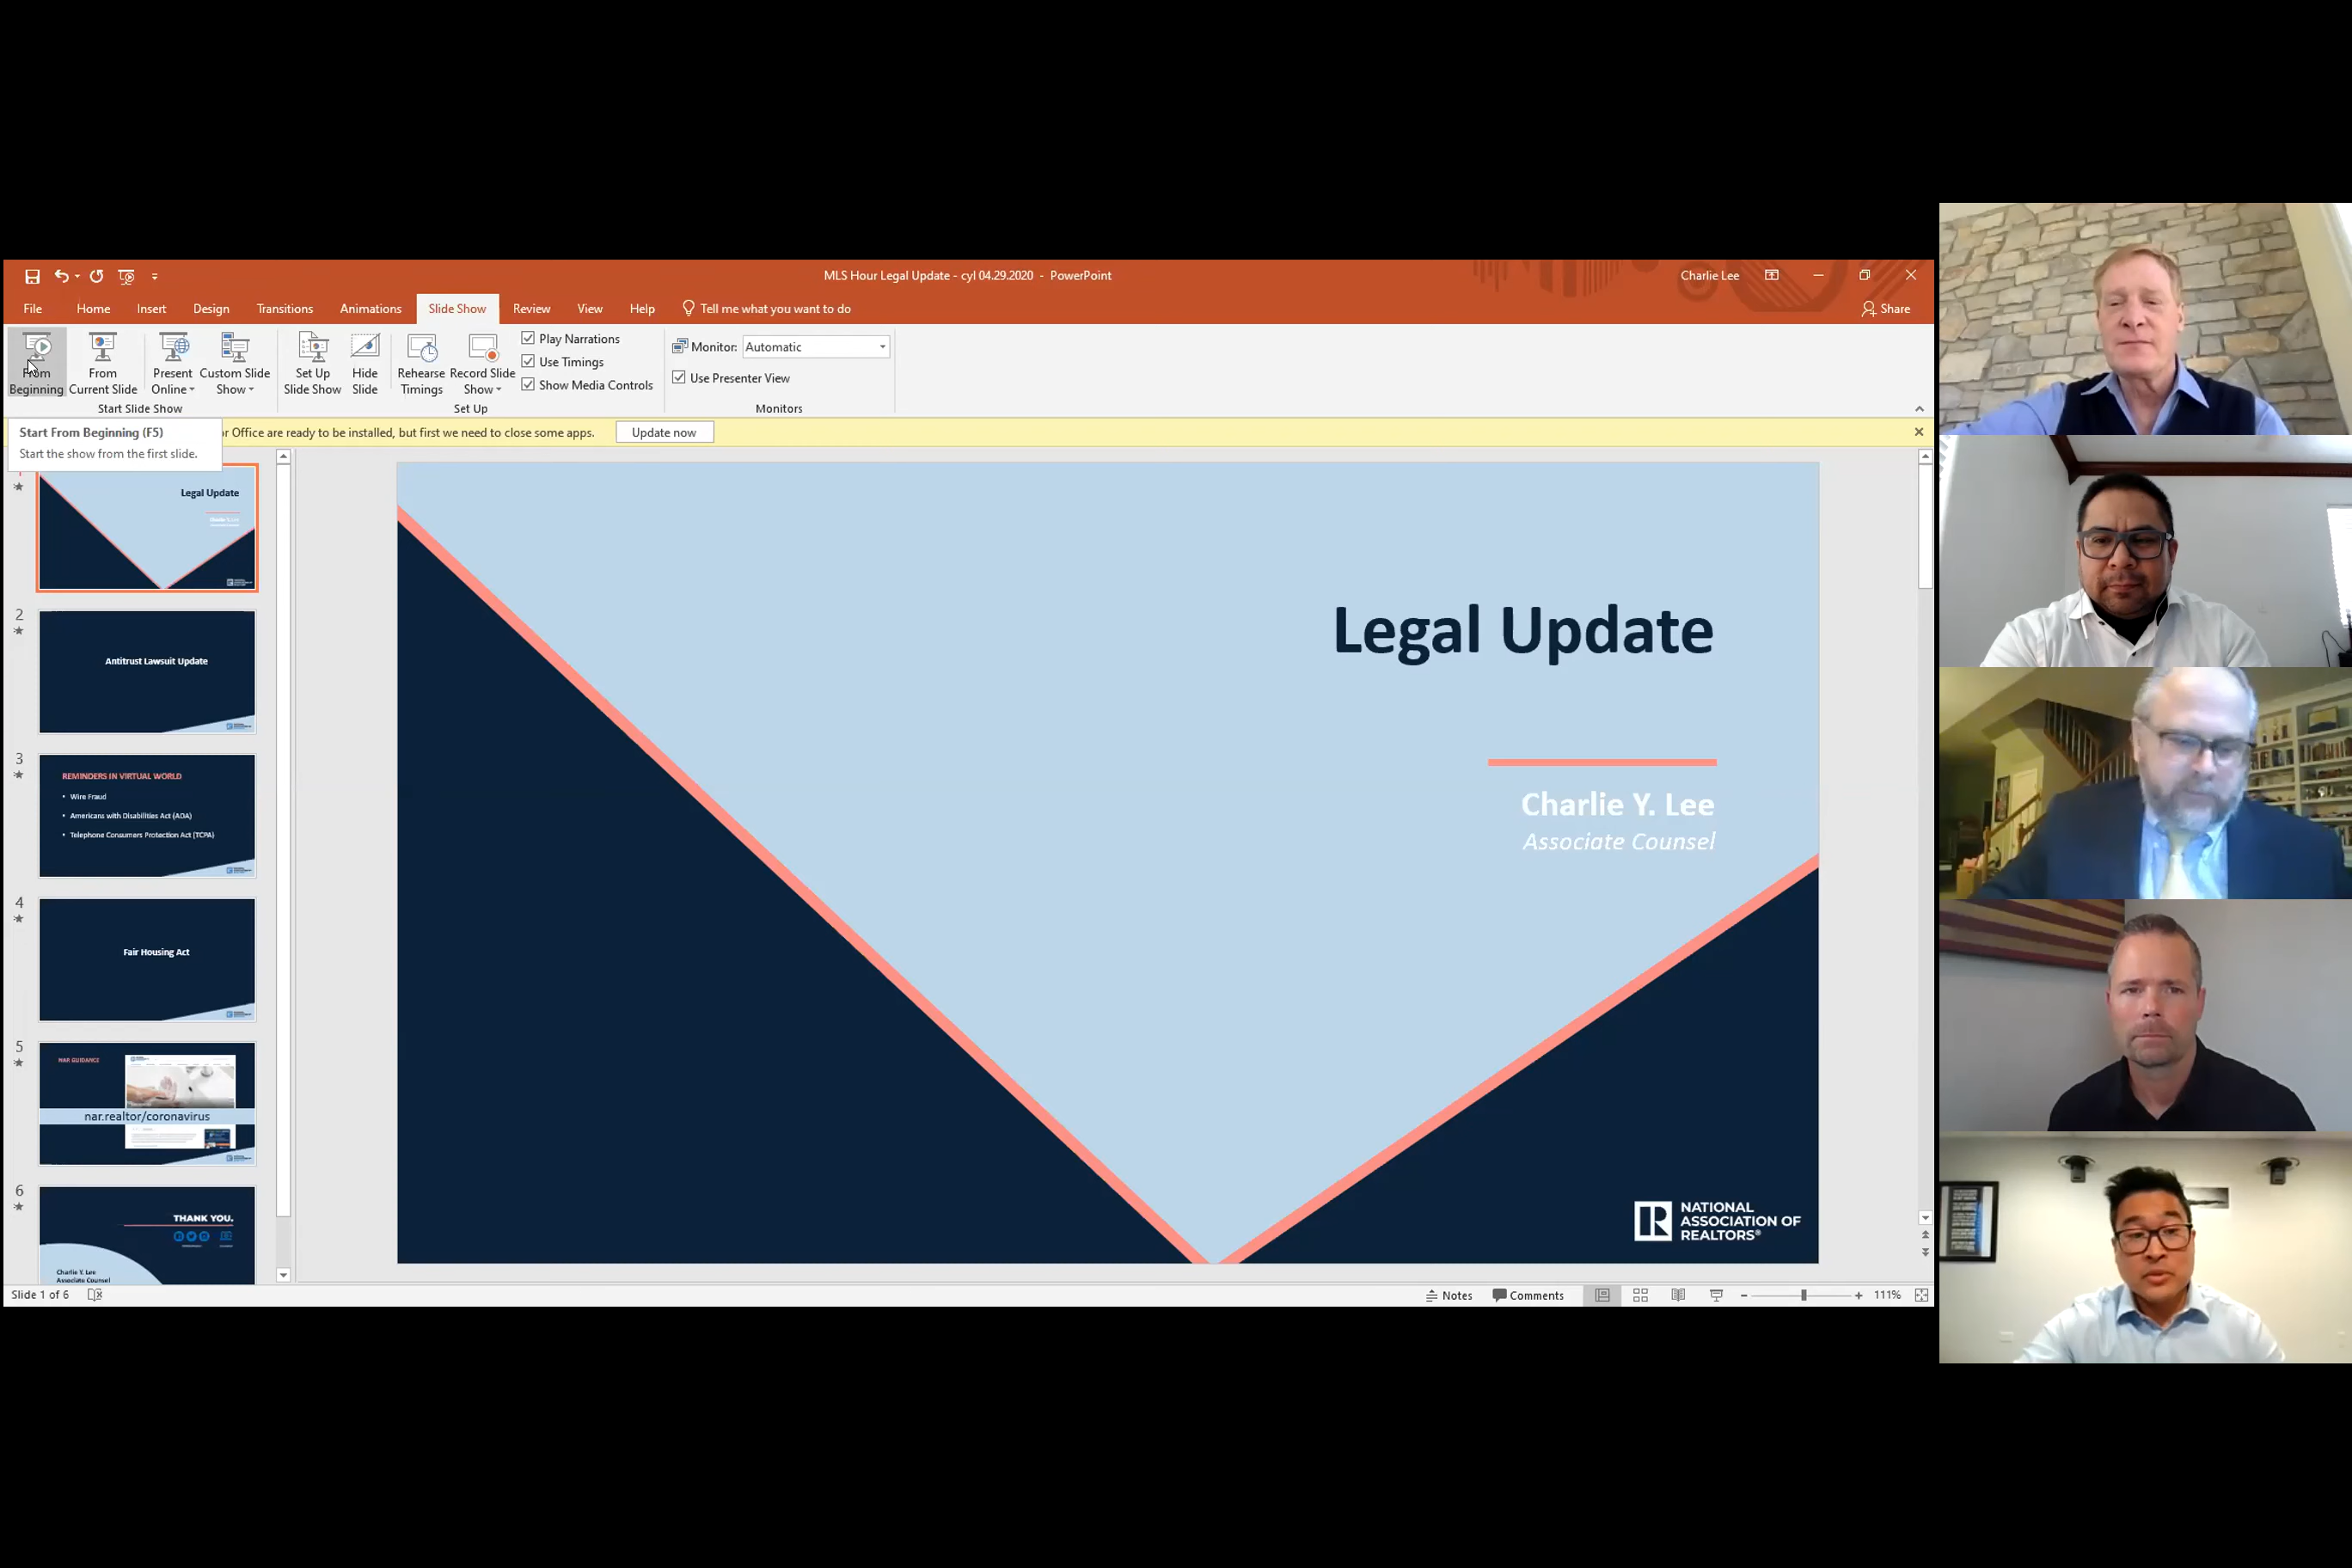 MLS Hour Legal Update - cyl 04.29.2020 - PowerPoint
Charlie Lee
File Home Insert Design Transitions Animations Slide Show Review View Help Tell me what you want to do Share
From Beginning
From Current Slide
Present Online
Custom Slide Show
Start Slide Show
Set Up Slide Show
Hide Slide
Rehearse Timings
Record Slide Show
Set Up
Play Narrations
Use Timings
Show Media Controls
Monitor: Automatic
Use Presenter View
Monitors
Start From Beginning (F5)
Start the show from the first slide.
or Office are ready to be installed, but first we need to close some apps. Update now
Legal Update
Charlie Y. Lee
2
Antitrust Lawsuit Update
3
REMINDERS IN VIRTUAL WORLD
• Wire Fraud
• Americans with Disabilities Act (ADA)
• Telephone Consumers Protection Act (TCPA)
4
Fair Housing Act
5
NAR GUIDANCE
nar.realtor/coronavirus
6
THANK YOU.
Charlie Y. Lee
Associate Counsel
Legal Update
Charlie Y. Lee
Associate Counsel
NATIONAL
ASSOCIATION OF
REALTORS®
Slide 1 of 6
Notes Comments 111%